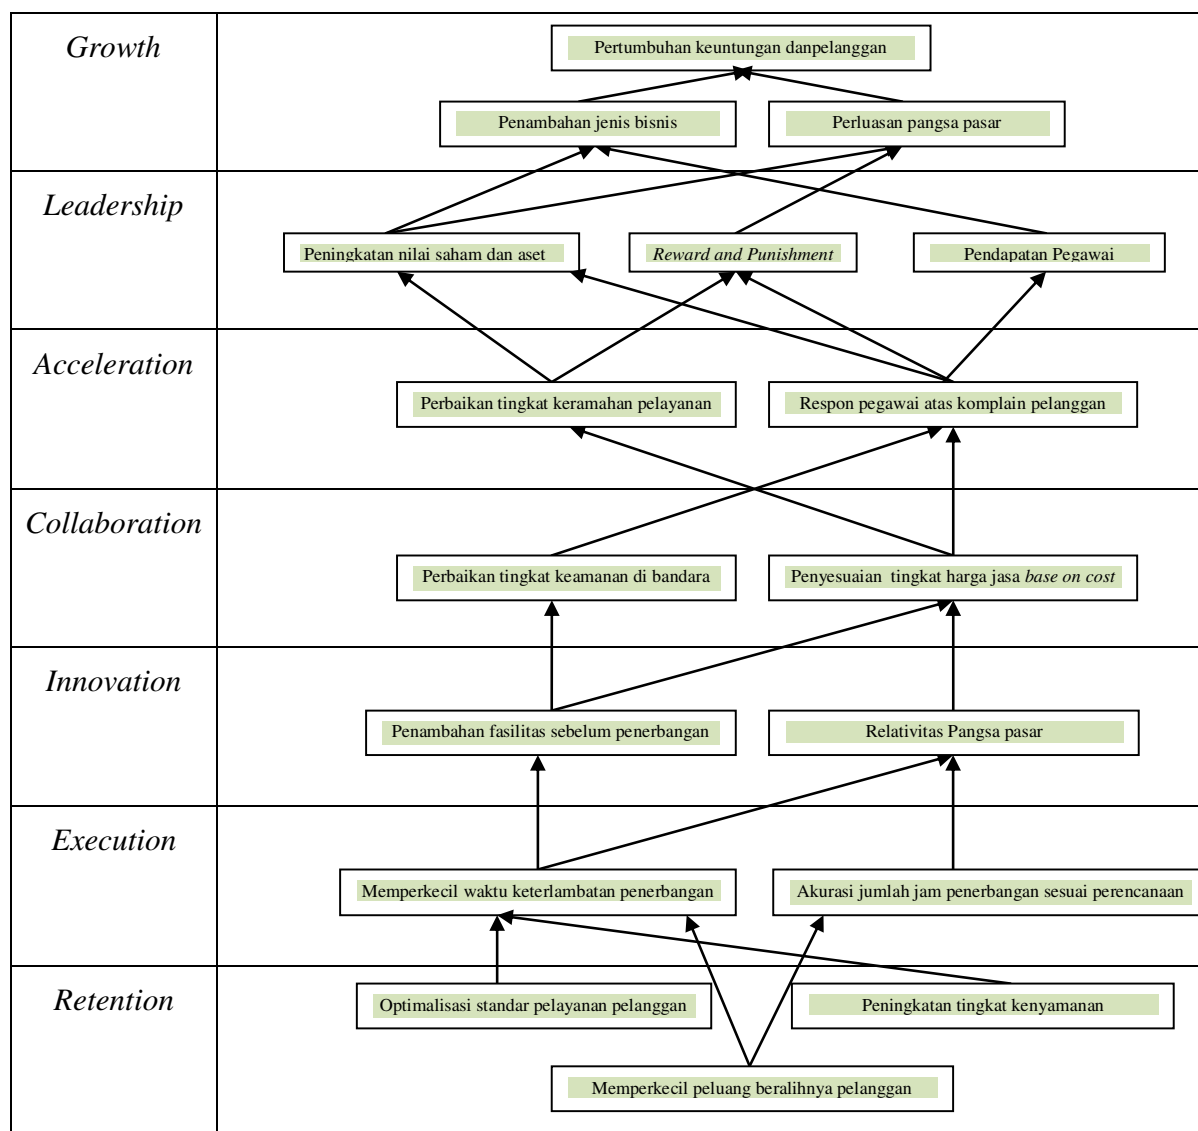 Growth
Pertumbuhan keuntungan danpelanggan
Penambahan jenis bisnis
Perluasan pangsa pasar
Leadership
Peningkatan nilai saham dan aset
Reward and Punishment
Pendapatan Pegawai
Acceleration
Perbaikan tingkat keramahan pelayanan
Respon pegawai atas komplain pelanggan
Collaboration
Perbaikan tingkat keamanan di bandara
Penyesuaian tingkat harga jasa base on cost
Innovation
Penambahan fasilitas sebelum penerbangan
Relativitas Pangsa pasar
Execution
Memperkecil waktu keterlambatan penerbangan
Akurasi jumlah jam penerbangan sesuai perencanaan
Retention
Optimalisasi standar pelayanan pelanggan
Peningkatan tingkat kenyamanan
Memperkecil peluang beralihnya pelanggan